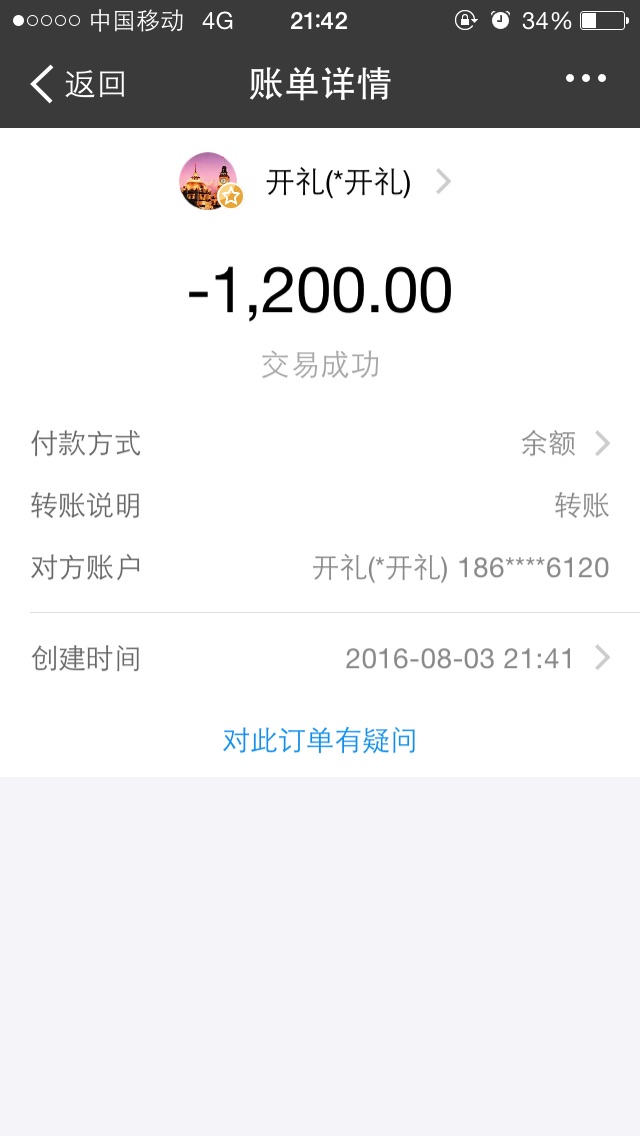 中国移动 4G 21:42 34%
返回 账单详情
开礼(*开礼)
-1,200.00
交易成功
付款方式 余额
转账说明 转账
对方账户 开礼(*开礼) 186****6120
创建时间 2016-08-03 21:41
对此订单有疑问